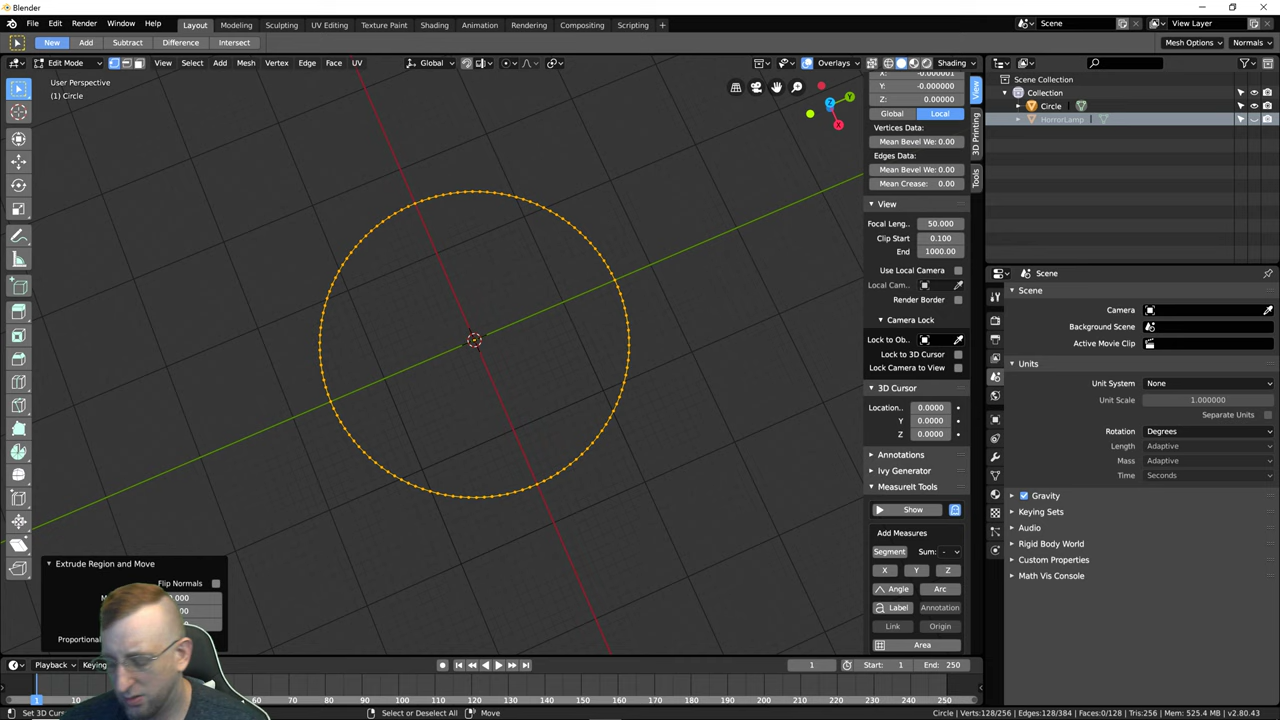 Blender
File Edit Render Window Help Layout Modeling Sculpting UV Editing Texture Paint Shading Animation Rendering Compositing Scripting + Scene View Layer
New Add Subtract Difference Intersect Mesh Options Normals
Edit Mode View Select Add Mesh Vertex Edge Face UV Global Overlays Shading
User Perspective
(1) Circle
X: -0.000001
Y: -0.000000
Z: 0.00000
Global Local
Vertices Data:
Mean Bevel We: 0.00
Edges Data:
Mean Bevel We: 0.00
Mean Crease: 0.00
View
Focal Leng.. 50.000
Clip Start 0.100
End 1000.00
Use Local Camera
Local Cam..
Render Border
Camera Lock
Lock to Ob..
Lock to 3D Cursor
Lock Camera to View
3D Cursor
Location.. 0.0000
Y 0.0000
Z 0.0000
Annotations
Ivy Generator
MeasureIt Tools
Show
Add Measures
Segment Sum: -
X Y Z
Angle Arc
Label Annotation
Link Origin
Area
View
3D Printing
Tools
Z
Y
X
Scene Collection
Collection
Circle
HorrorLamp
Scene
Scene
Camera
Background Scene
Active Movie Clip
Units
Unit System None
Unit Scale 1.000000
Separate Units
Rotation Degrees
Length Adaptive
Mass Adaptive
Time Seconds
Gravity
Keying Sets
Audio
Rigid Body World
Custom Properties
Math Vis Console
Extrude Region and Move
Flip Normals
Proportional
Playback Keying 1 Start: 1 End: 250
1 70 80 90 100 110 120 130 140 150 160 170 180 190 200 210 220 230 240 250
Set 3D Curs Select or Deselect All Move Circle | Verts:128/256 | Edges:128/384 | Faces:0/128 | Tris:256 | Mem: 525.4 MB | v2.80.43